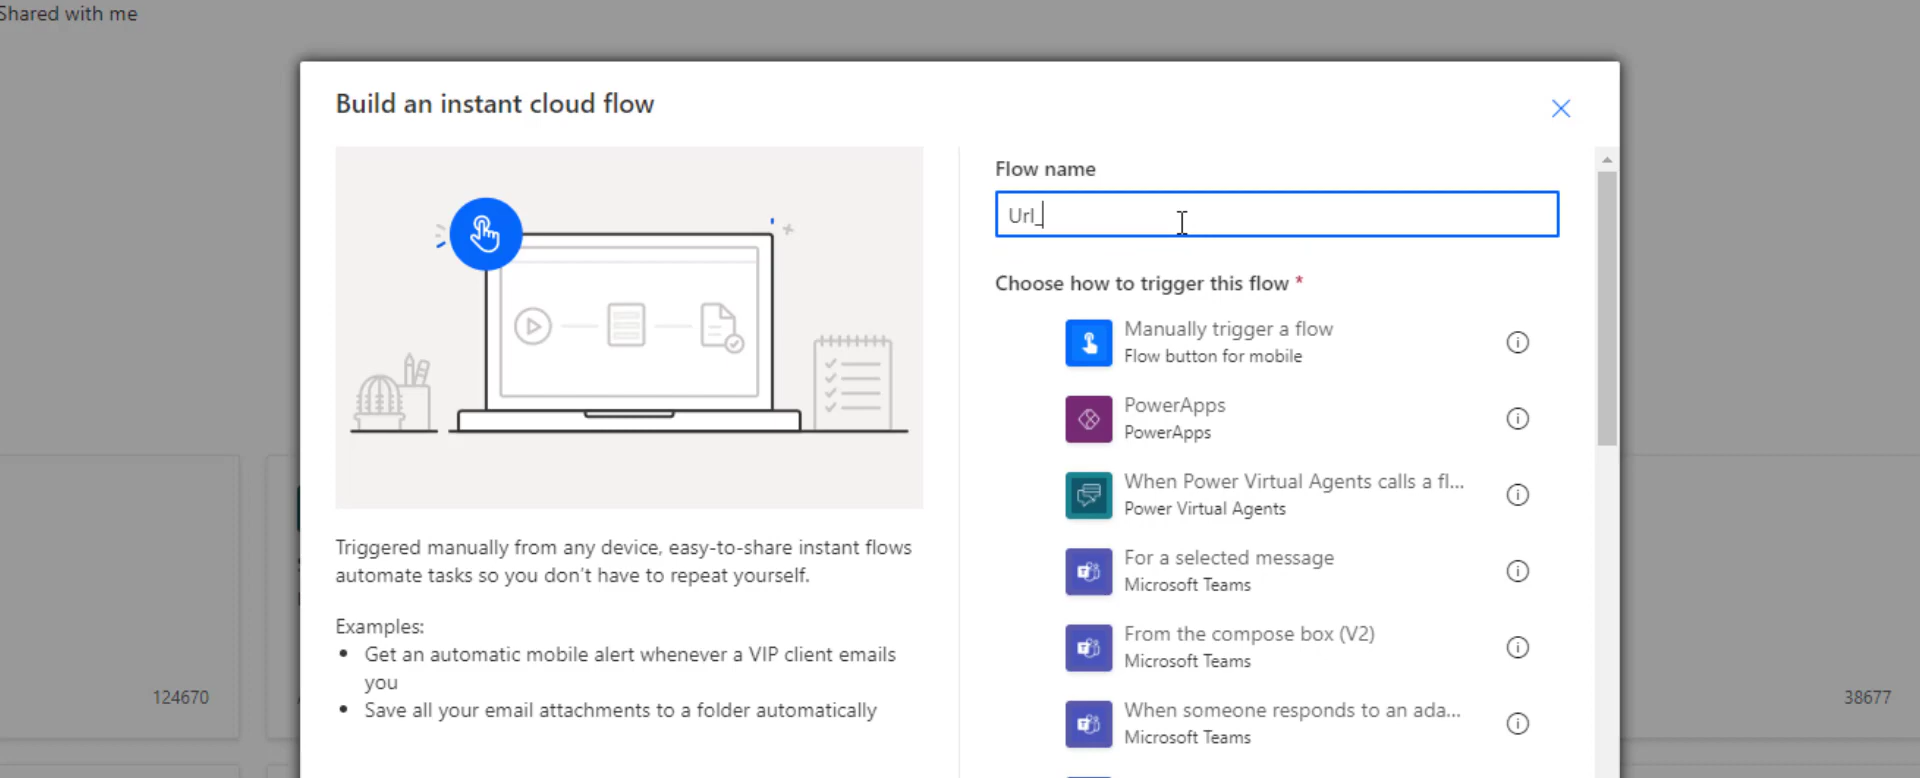 Shared with me
Build an instant cloud flow
Flow name
Url_
Choose how to trigger this flow *
Manually trigger a flow
Flow button for mobile
PowerApps
PowerApps
When Power Virtual Agents calls a fl...
Power Virtual Agents
For a selected message
Microsoft Teams
From the compose box (V2)
Microsoft Teams
When someone responds to an ada...
Microsoft Teams
Triggered manually from any device, easy-to-share instant flows
automate tasks so you don't have to repeat yourself.
Examples:
• Get an automatic mobile alert whenever a VIP client emails
you
• Save all your email attachments to a folder automatically
124670
38677